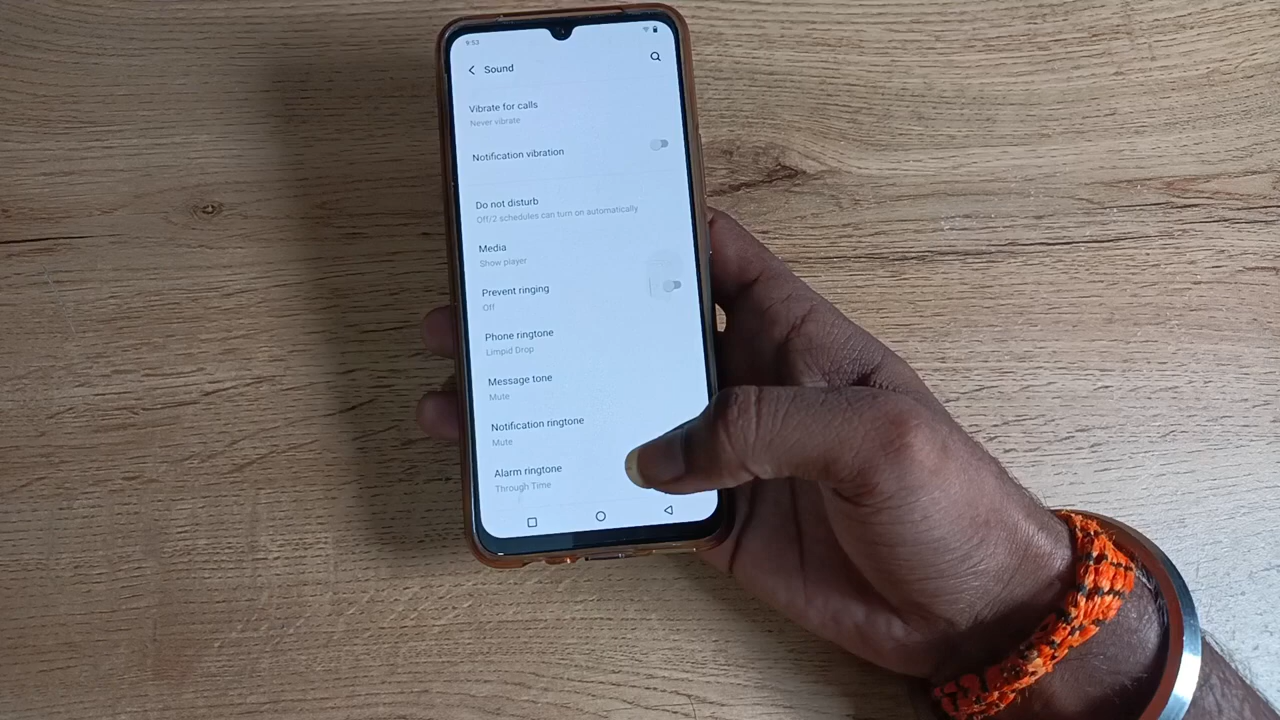 9:53
Sound
Vibrate for calls
Never vibrate
Notification vibration
Do not disturb
Off/2 schedules can turn on automatically
Media
Show player
Prevent ringing
Off
Phone ringtone
Limpid Drop
Message tone
Mute
Notification ringtone
Mute
Alarm ringtone
Through Time